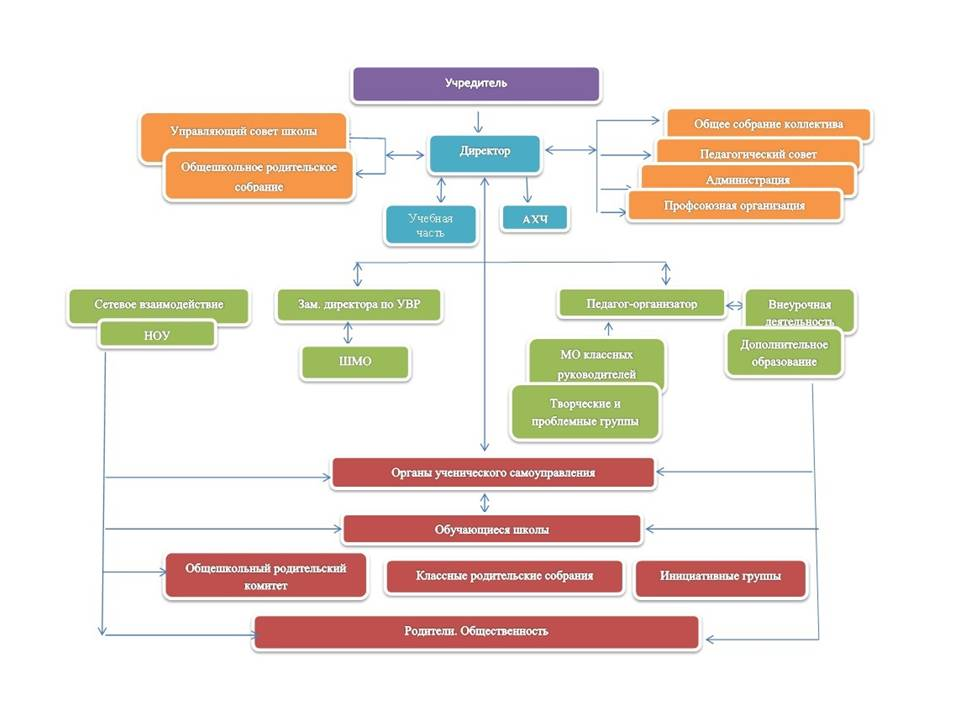 Учредитель
Управляющий совет школы
Общешкольное родительское
собрание
Директор
Общее собрание коллектива
Педагогический совет
Администрация
Профсоюзная организация
Учебная
часть
АХЧ
Сетевое взаимодействие
НОУ
Зам. директора по УВР
ШМО
Педагог-организатор
Внеурочная
деятельность
Дополнительное
образование
МО классных
руководителей
Творческие и
проблемные группы
Органы ученического самоуправления
Обучающиеся школы
Общешкольный родительский
комитет
Классные родительские собрания
Инициативные группы
Родители. Общественность